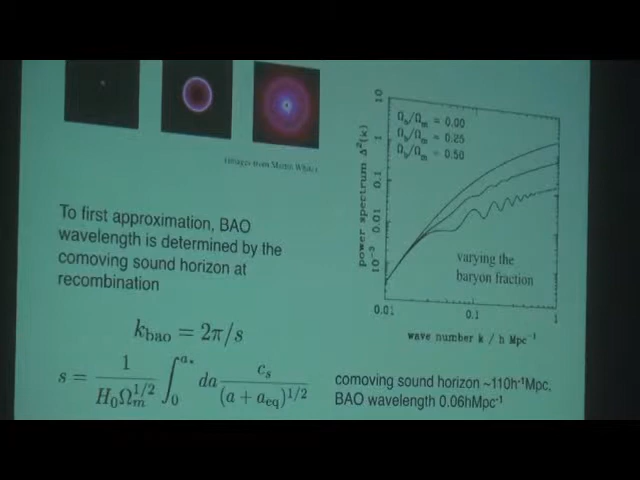 (Images from Martin White)
To first approximation, BAO
wavelength is determined by the
comoving sound horizon at
recombination
k_bao = 2π/s
s = 1/(H_0Ω_m^{1/2}) ∫_0^{a_*} da c_s/(a + a_eq)^{1/2}
power spectrum Δ²(k)
10
1
0.1
0.01
10⁻³
Ω_b/Ω_m = 0.00
Ω_b/Ω_m = 0.25
Ω_b/Ω_m = 0.50
varying the
baryon fraction
0.01
0.1
1
wave number k / h Mpc⁻¹
comoving sound horizon ~110h⁻¹Mpc,
BAO wavelength 0.06hMpc⁻¹